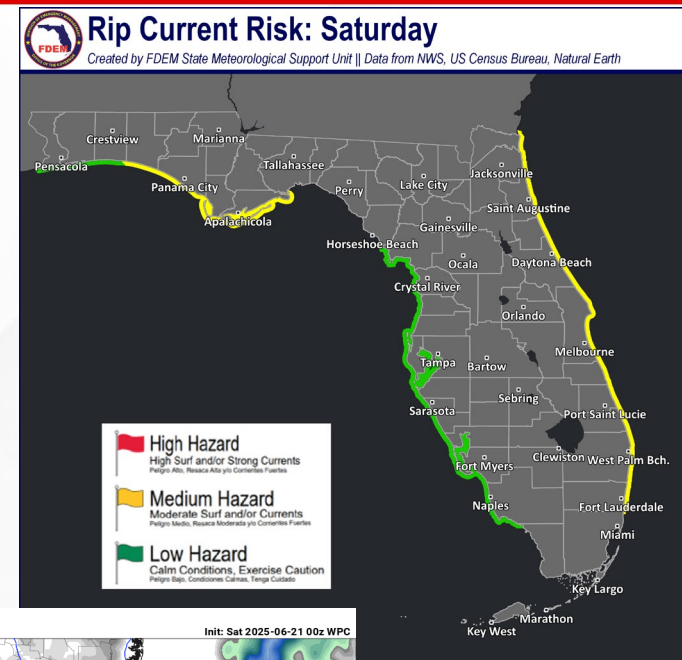 Rip Current Risk: Saturday
Created by FDEM State Meteorological Support Unit || Data from NWS, US Census Bureau, Natural Earth
FDEM
Crestview
Marianna
Pensacola
Tallahassee
Panama City
Apalachicola
Perry
Lake City
Jacksonville
Saint Augustine
Gainesville
Horseshoe Beach
Ocala
Daytona Beach
Crystal River
Orlando
Tampa
Bartow
Melbourne
Sebring
Sarasota
Port Saint Lucie
Fort Myers
Clewiston
West Palm Bch.
Naples
Fort Lauderdale
Miami
Key Largo
Marathon
Key West
High Hazard
High Surf and/or Strong Currents
Peligro Alto, Resaca Alta y/o Corrientes Fuertes
Medium Hazard
Moderate Surf and/or Currents
Peligro Medio, Resaca Moderada y/o Corrientes Fuertes
Low Hazard
Calm Conditions, Exercise Caution
Peligro Bajo, Condiciones Calmas, Tenga Cuidado
Init: Sat 2025-06-21 00z WPC